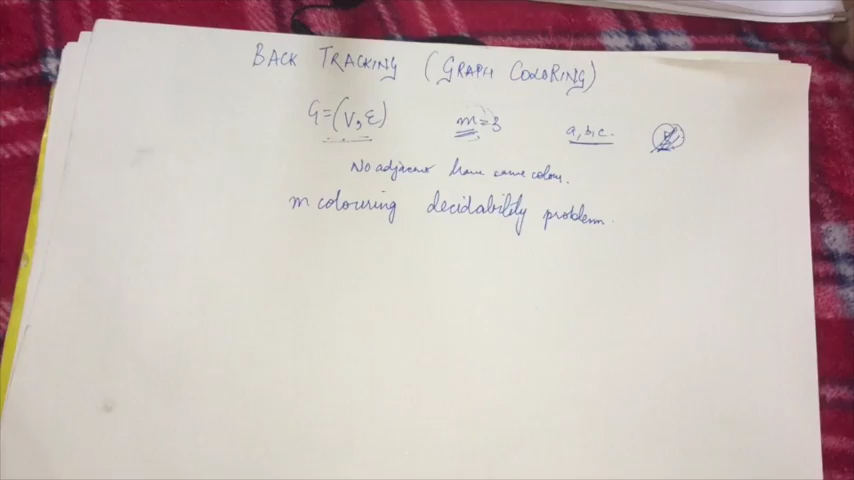 BACK TRACKING (GRAPH COLORING)
G=(V,E) m=3 a,b,c.
No adjacent have same colour.
m colouring decidability problem.